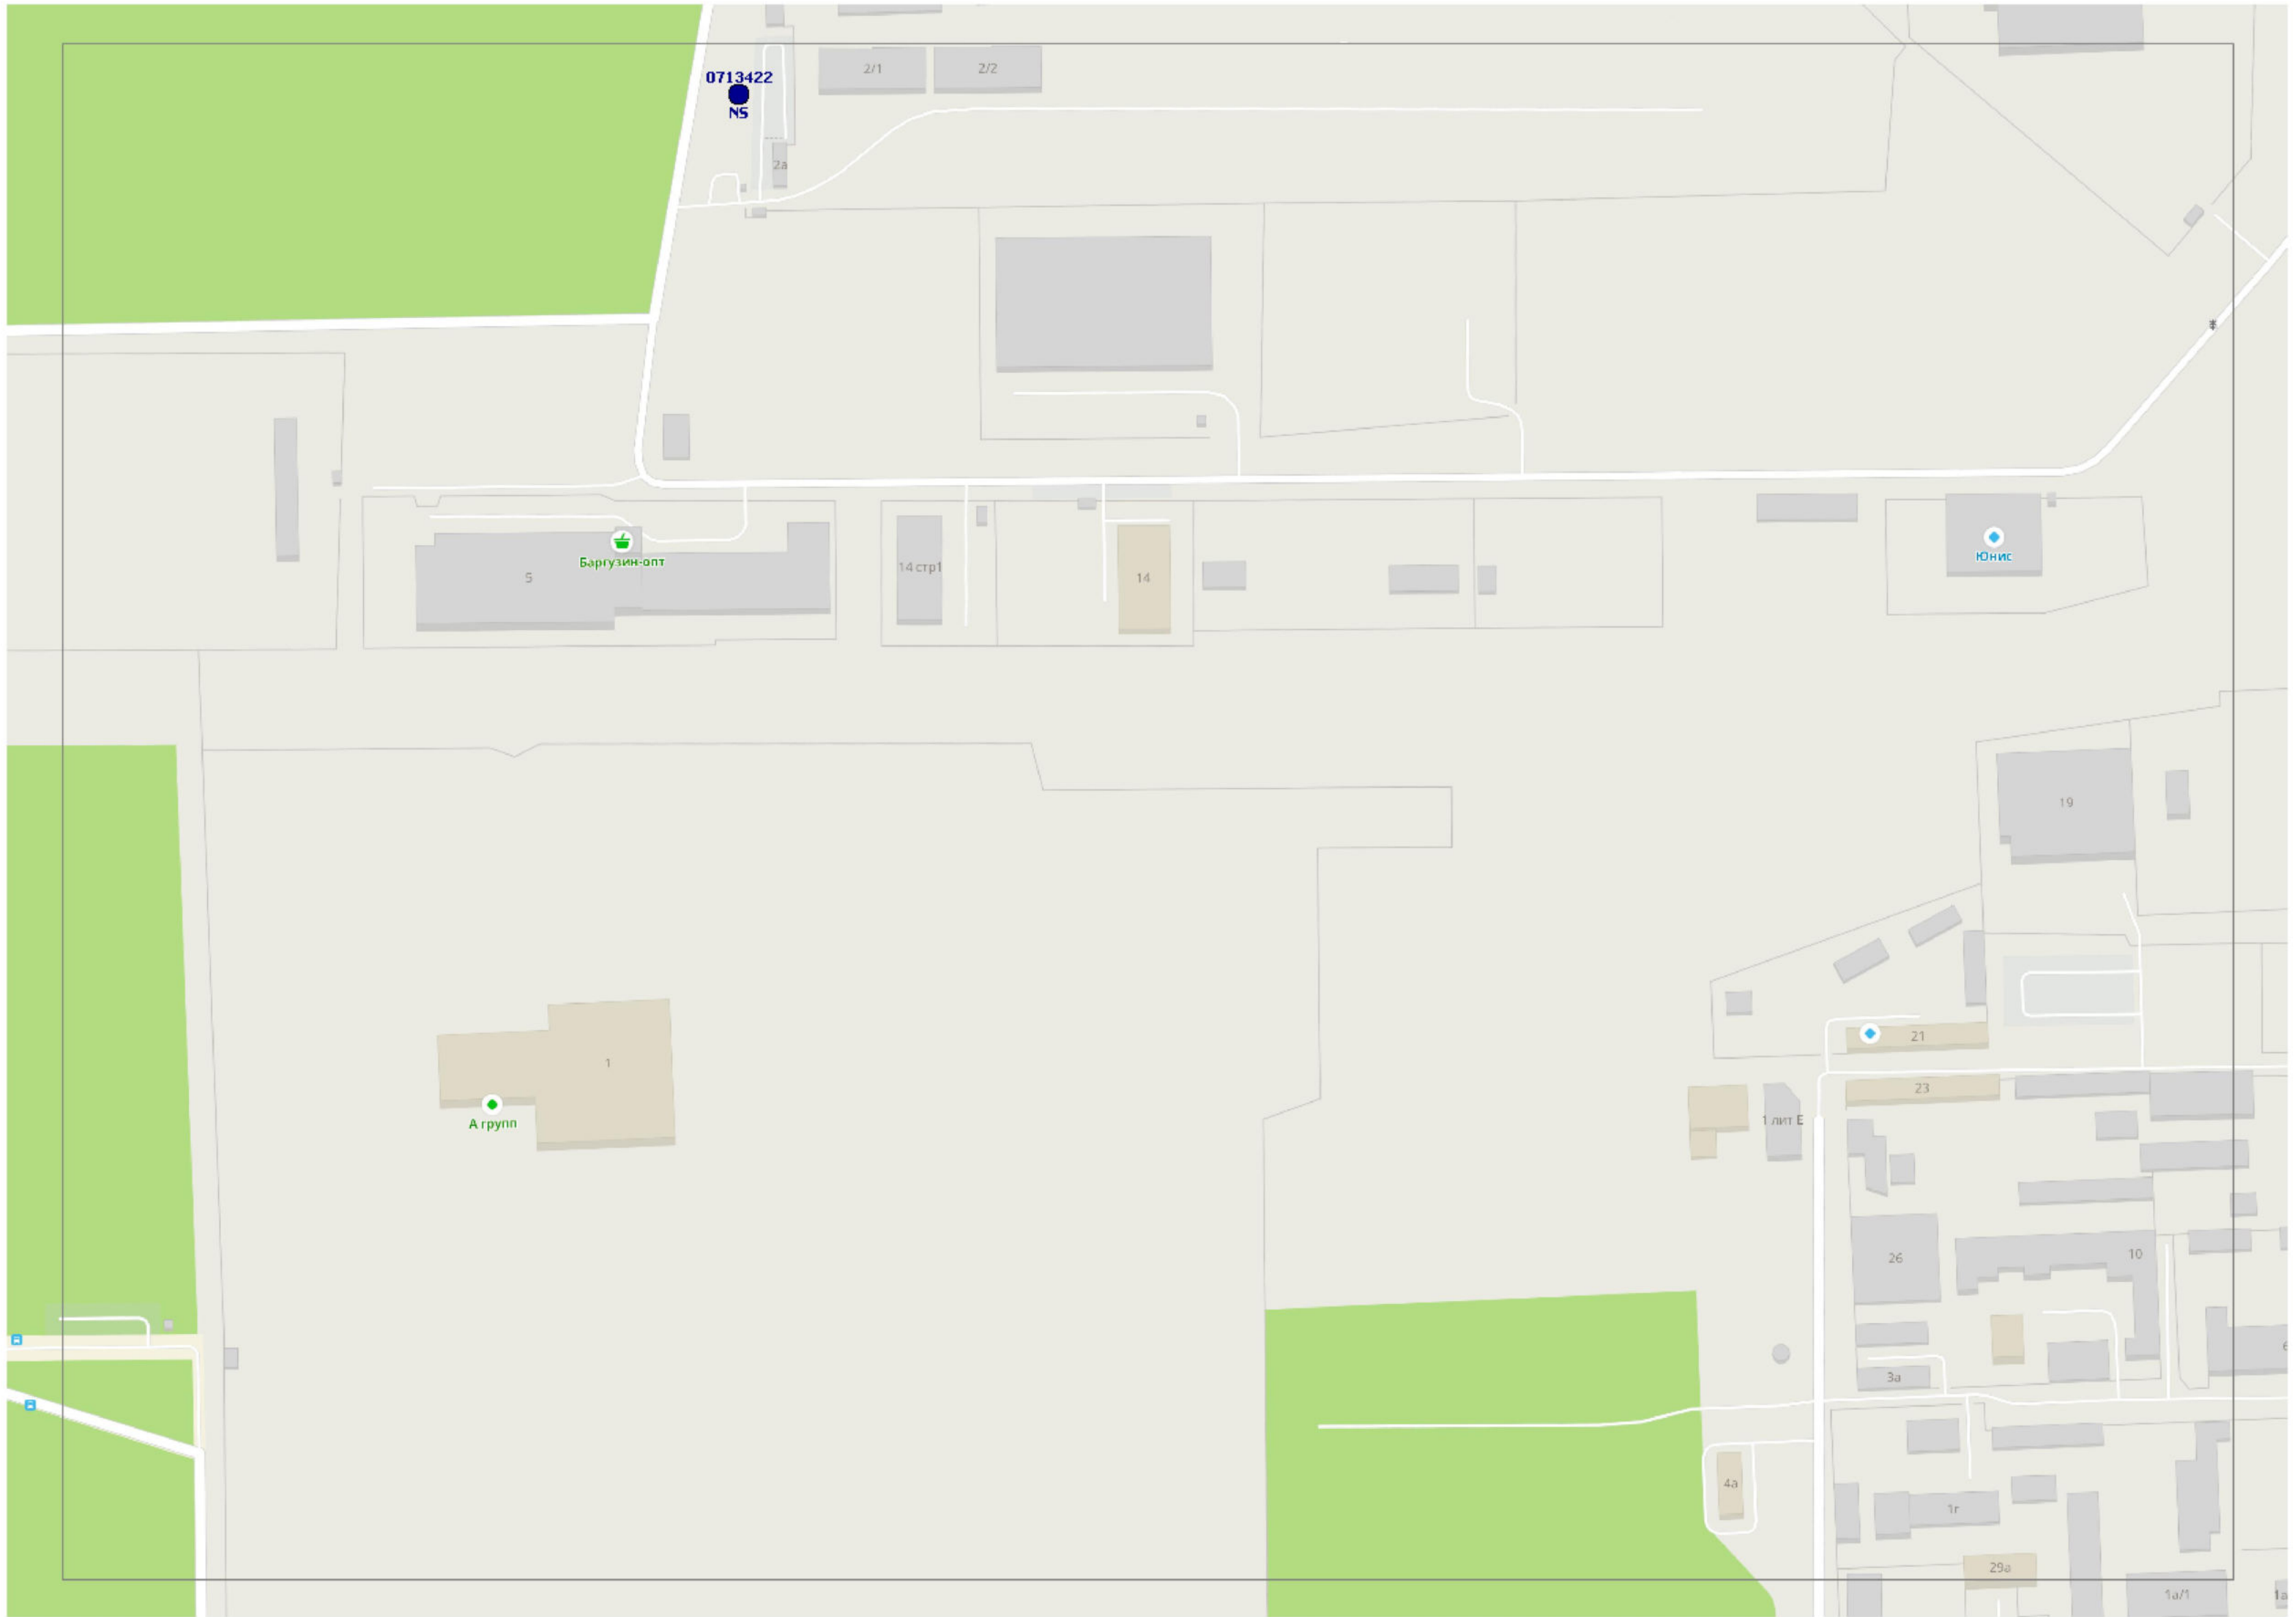 0713422
NS
2/1
2/2
2а
Баргузин-опт
5
14 стр1
14
Юнис
19
21
1
А групп
23
1 лит Е
26
10
3а
4а
1г
29а
1а/1
1а